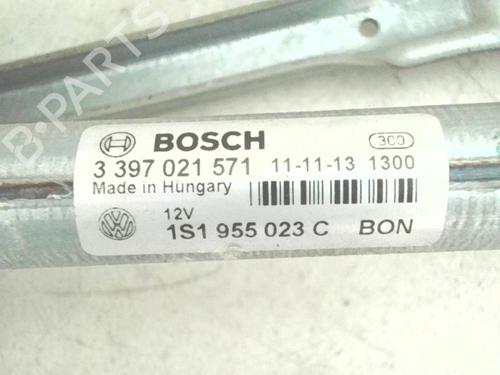 B-PARTS
BOSCH 300
3 397 021 571 11-11-13 1300
Made in Hungary
12V
1S1 955 023 C BON